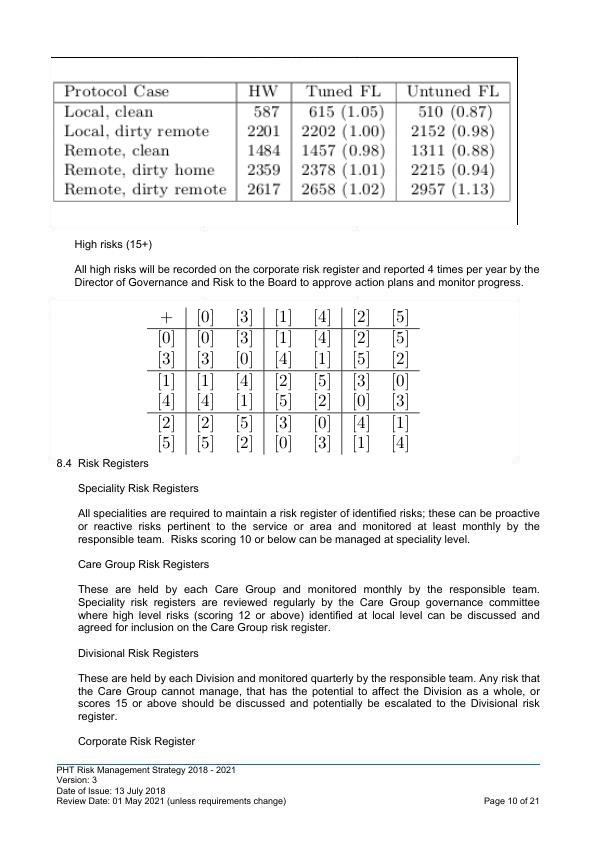 Protocol Case HW Tuned FL Untuned FL
Local, clean 587 615 (1.05) 510 (0.87)
Local, dirty remote 2201 2202 (1.00) 2152 (0.98)
Remote, clean 1484 1457 (0.98) 1311 (0.88)
Remote, dirty home 2359 2378 (1.01) 2215 (0.94)
Remote, dirty remote 2617 2658 (1.02) 2957 (1.13)
High risks (15+)
All high risks will be recorded on the corporate risk register and reported 4 times per year by the
Director of Governance and Risk to the Board to approve action plans and monitor progress.
+ [0] [3] [1] [4] [2] [5]
[0] [0] [3] [1] [4] [2] [5]
[3] [3] [0] [4] [1] [5] [2]
[1] [1] [4] [2] [5] [3] [0]
[4] [4] [1] [5] [2] [0] [3]
[2] [2] [5] [3] [0] [4] [1]
[5] [5] [2] [0] [3] [1] [4]
8.4 Risk Registers
Speciality Risk Registers
All specialities are required to maintain a risk register of identified risks; these can be proactive
or reactive risks pertinent to the service or area and monitored at least monthly by the
responsible team. Risks scoring 10 or below can be managed at speciality level.
Care Group Risk Registers
These are held by each Care Group and monitored monthly by the responsible team.
Speciality risk registers are reviewed regularly by the Care Group governance committee
where high level risks (scoring 12 or above) identified at local level can be discussed and
agreed for inclusion on the Care Group risk register.
Divisional Risk Registers
These are held by each Division and monitored quarterly by the responsible team. Any risk that
the Care Group cannot manage, that has the potential to affect the Division as a whole, or
scores 15 or above should be discussed and potentially be escalated to the Divisional risk
register.
Corporate Risk Register
PHT Risk Management Strategy 2018 - 2021
Version: 3
Date of Issue: 13 July 2018
Review Date: 01 May 2021 (unless requirements change) Page 10 of 21